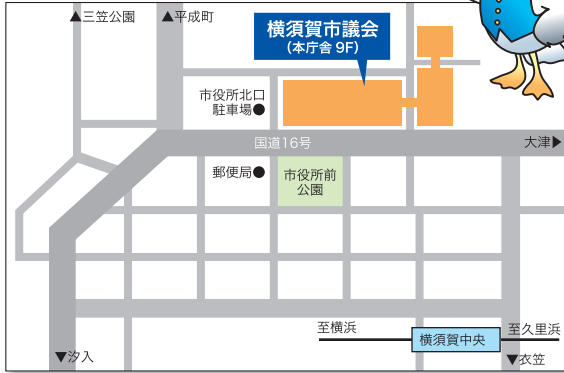 ▲三笠公園
▲平成町
横須賀市議会
(本庁舎 9F)
市役所北口
駐車場●
国道16号
大津▶
郵便局●
市役所前
公園
至横浜
横須賀中央
至久里浜
▼汐入
▼衣笠